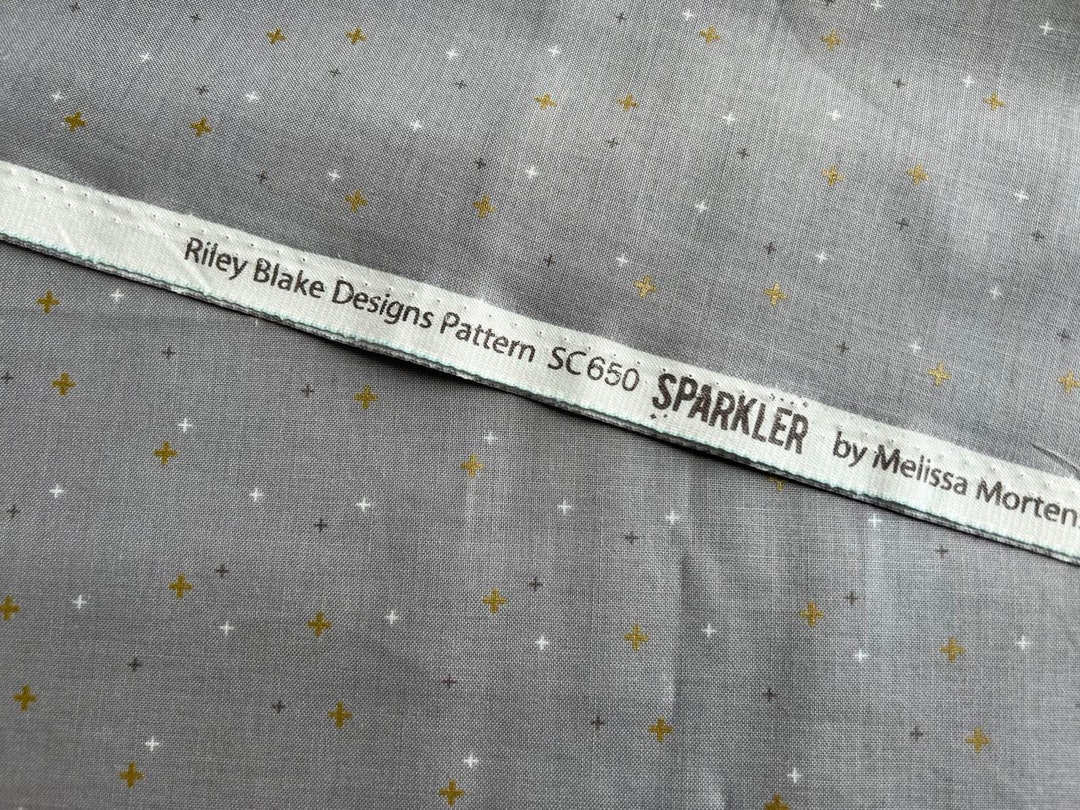 Riley Blake Designs Pattern SC650 SPARKLER by Melissa Morten